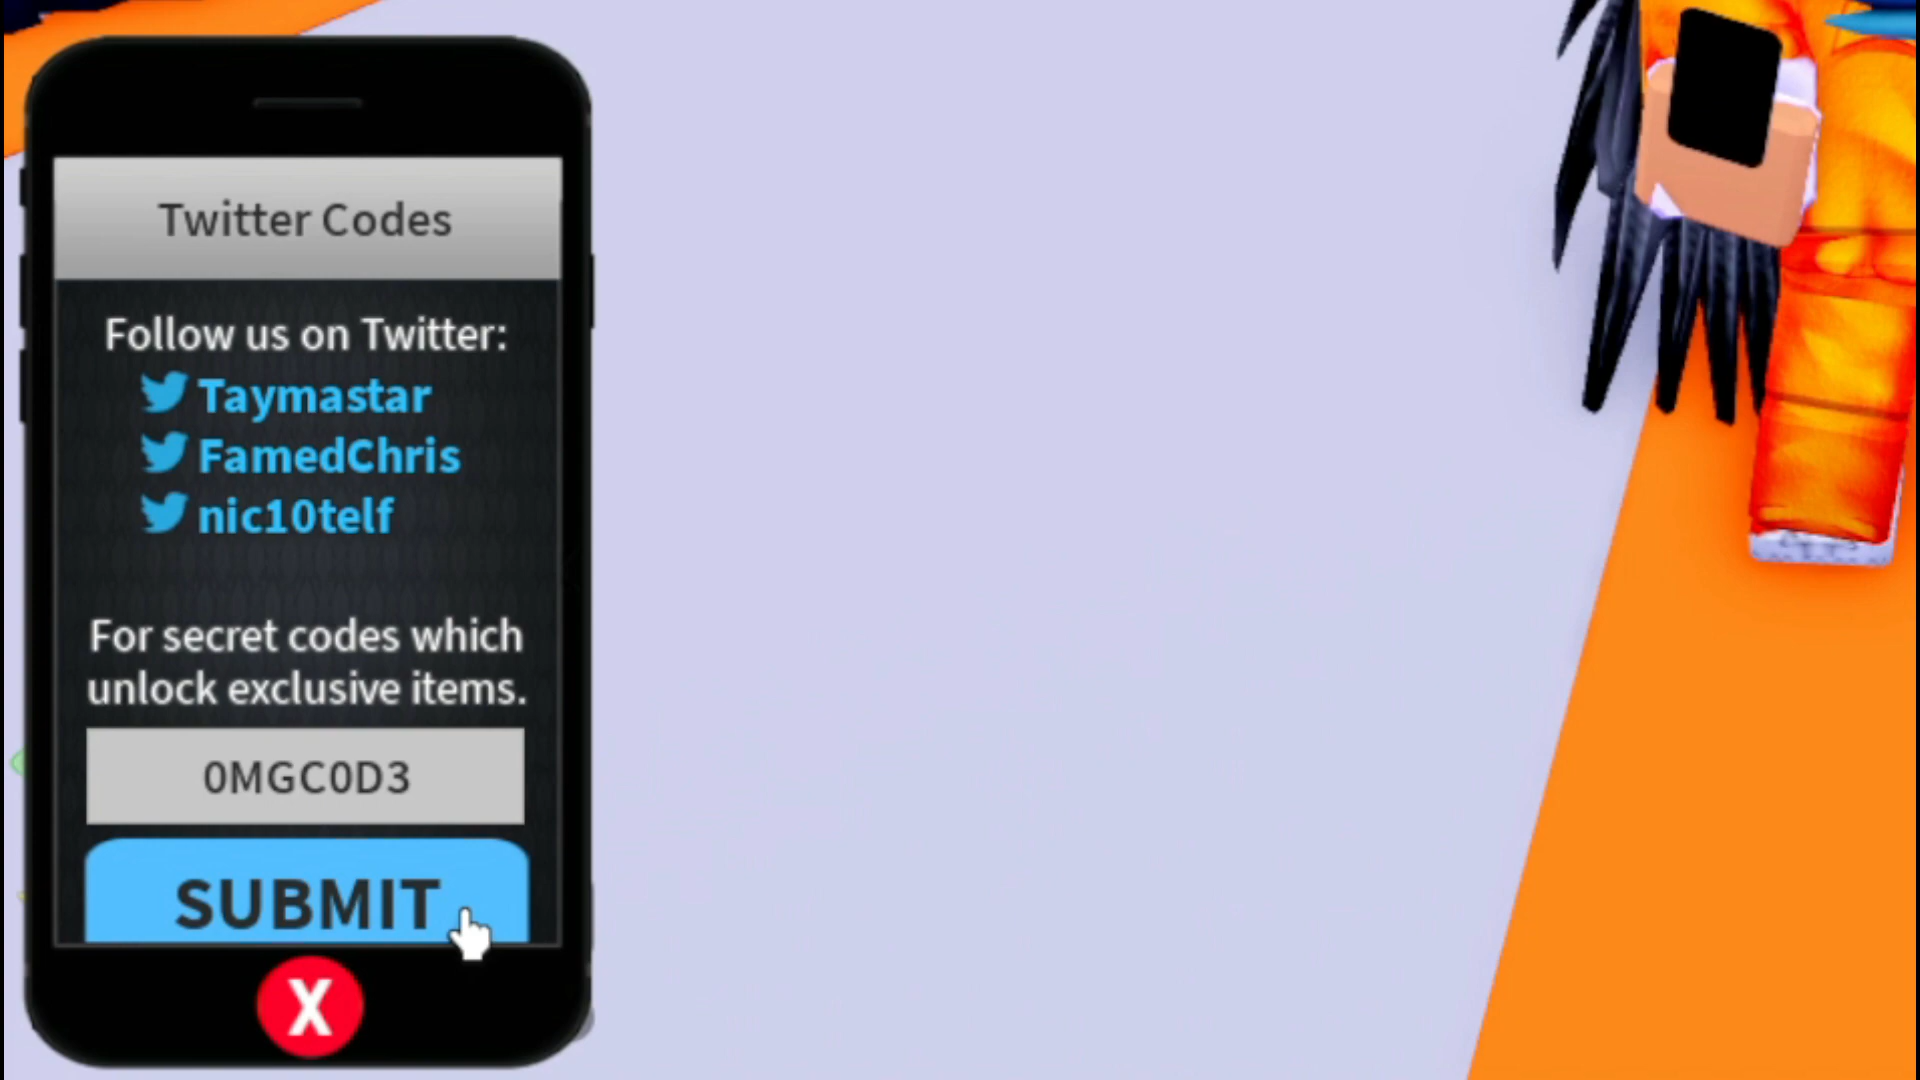 Twitter Codes
Follow us on Twitter:
Taymastar
FamedChris
nic10telf
For secret codes which
unlock exclusive items.
0MGC0D3
SUBMIT
X